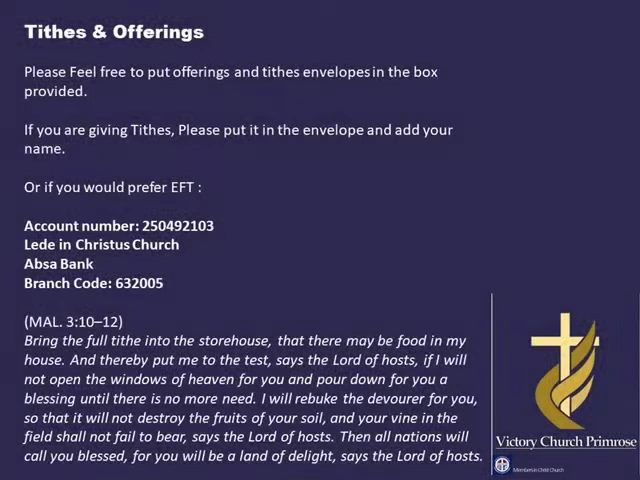 Tithes & Offerings
Please Feel free to put offerings and tithes envelopes in the box
provided.
If you are giving Tithes, Please put it in the envelope and add your
name.
Or if you would prefer EFT :
Account number: 250492103
Lede in Christus Church
Absa Bank
Branch Code: 632005
(MAL. 3:10–12)
Bring the full tithe into the storehouse, that there may be food in my
house. And thereby put me to the test, says the Lord of hosts, if I will
not open the windows of heaven for you and pour down for you a
blessing until there is no more need. I will rebuke the devourer for you,
so that it will not destroy the fruits of your soil, and your vine in the
field shall not fail to bear, says the Lord of hosts. Then all nations will
call you blessed, for you will be a land of delight, says the Lord of hosts.
Victory Church Primrose
Members in Child Church